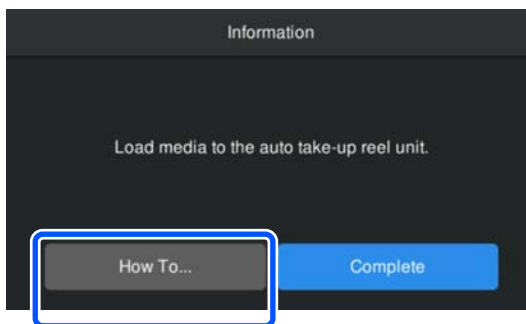 Information
Load media to the auto take-up reel unit.
How To...
Complete